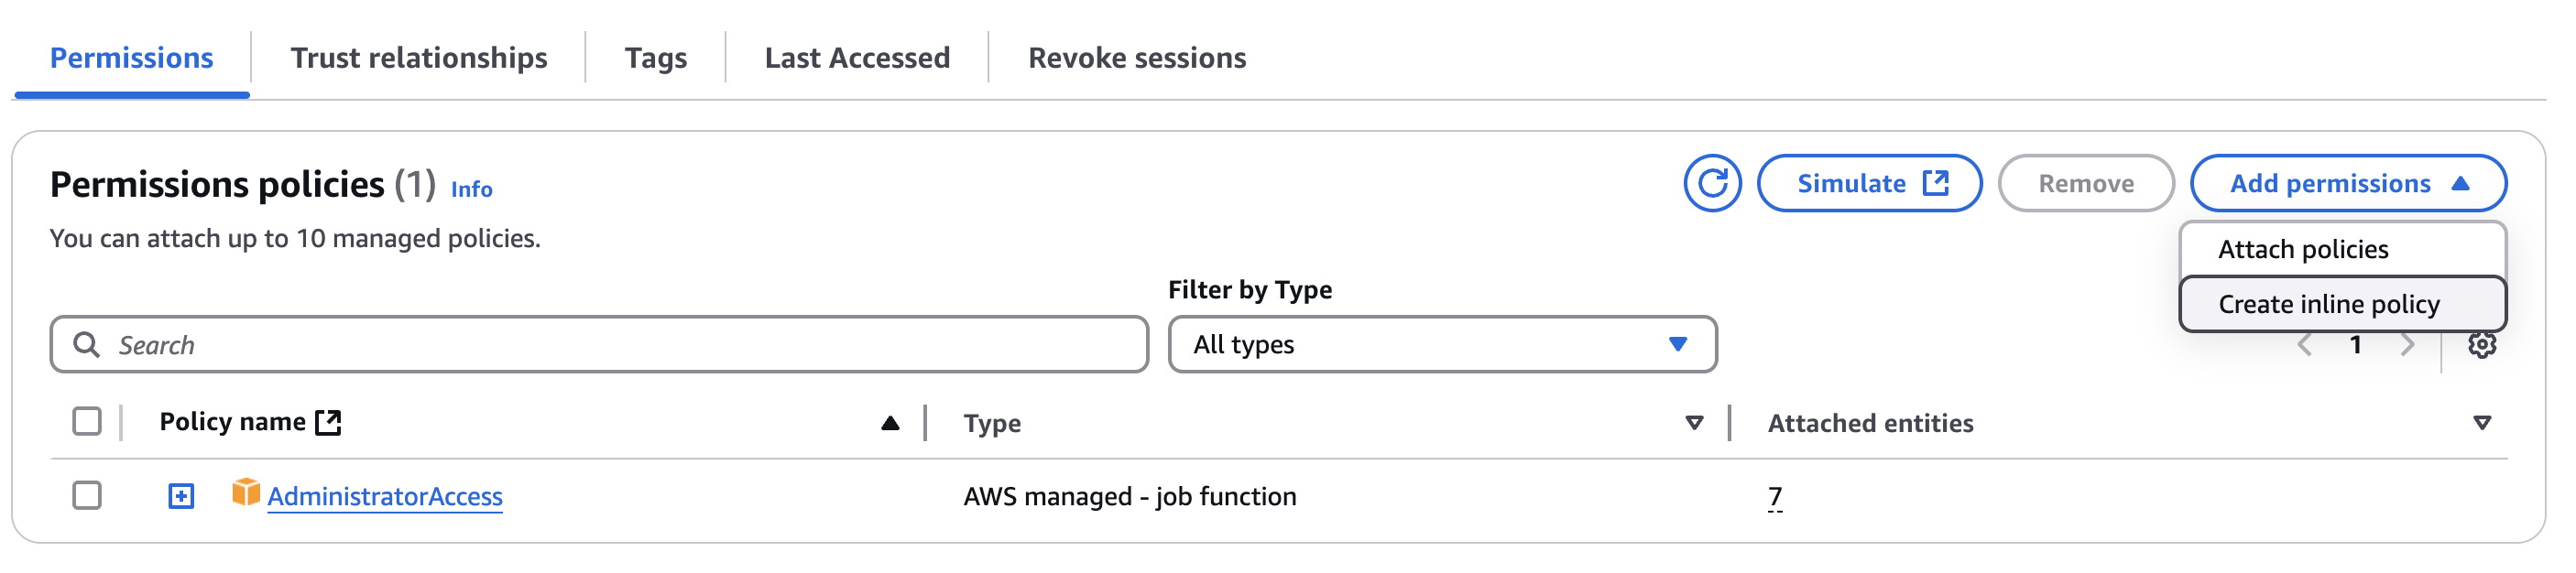 Permissions
Trust relationships
Tags
Last Accessed
Revoke sessions
Permissions policies (1) Info
Simulate
Remove
Add permissions
You can attach up to 10 managed policies.
Attach policies
Create inline policy
Filter by Type
Search
All types
1
Policy name
Type
Attached entities
AdministratorAccess
AWS managed - job function
7